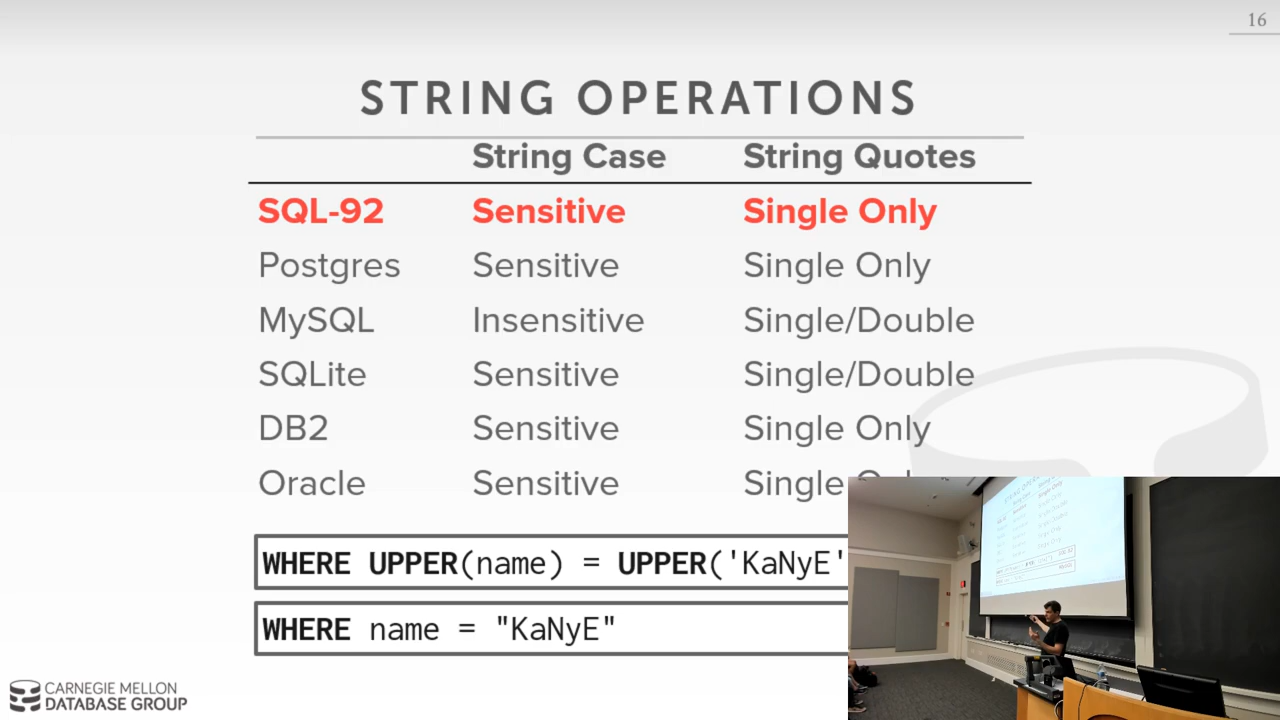 16
STRING OPERATIONS
String Case String Quotes
SQL-92 Sensitive Single Only
Postgres Sensitive Single Only
MySQL Insensitive Single/Double
SQLite Sensitive Single/Double
DB2 Sensitive Single Only
Oracle Sensitive Single
WHERE UPPER(name) = UPPER('KaNyE'
WHERE name = "KaNyE"
CARNEGIE MELLON
DATABASE GROUP